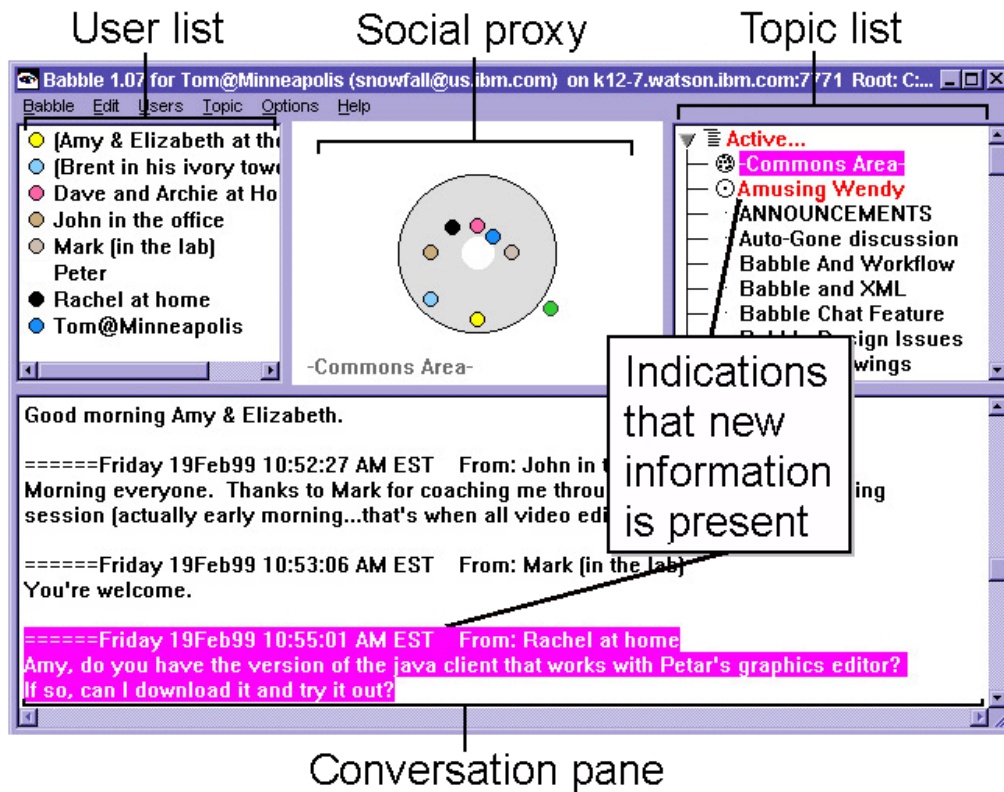 User list
Social proxy
Topic list
Babble 1.07 for Tom@Minneapolis (snowfall@us.ibm.com) on k12-7.watson.ibm.com:7771 Root: C:...
Babble Edit Users Topic Options Help
(Amy & Elizabeth at the
(Brent in his ivory towe
Dave and Archie at Ho
John in the office
Mark (in the lab)
Peter
Rachel at home
Tom@Minneapolis
-Commons Area-
Active...
-Commons Area-
Amusing Wendy
ANNOUNCEMENTS
Auto-Gone discussion
Babble And Workflow
Babble and XML
Babble Chat Feature
sign Issues
wings
Indications
that new
information
is present
Good morning Amy & Elizabeth.
======Friday 19Feb99 10:52:27 AM EST From: John in
Morning everyone. Thanks to Mark for coaching me throu
ing
session (actually early morning...that's when all video edi
======Friday 19Feb99 10:53:06 AM EST From: Mark (in the lab)
You're welcome.
======Friday 19Feb99 10:55:01 AM EST From: Rachel at home
Amy, do you have the version of the java client that works with Petar's graphics editor?
If so, can I download it and try it out?
Conversation pane